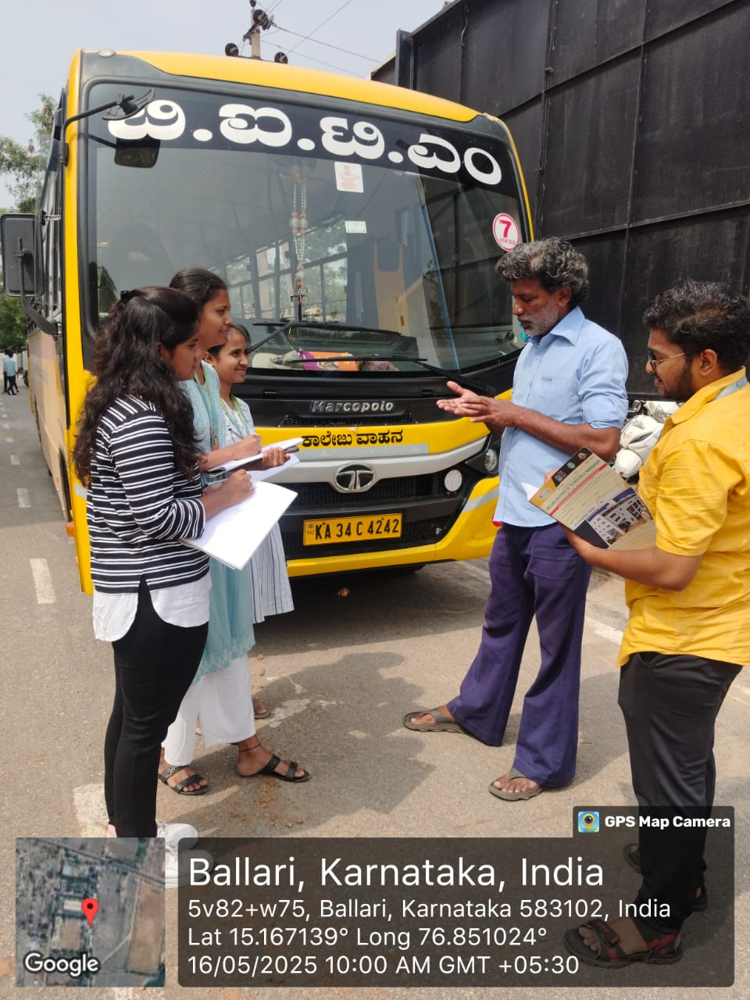 ಬಿ.ಐ.ಟಿ.ಎಂ
7
Marcopolo
ಕಾಲೇಜು ವಾಹನ
KA 34 C 4242
GPS Map Camera
Ballari, Karnataka, India
5v82+w75, Ballari, Karnataka 583102, India
Lat 15.167139° Long 76.851024°
16/05/2025 10:00 AM GMT +05:30
Google